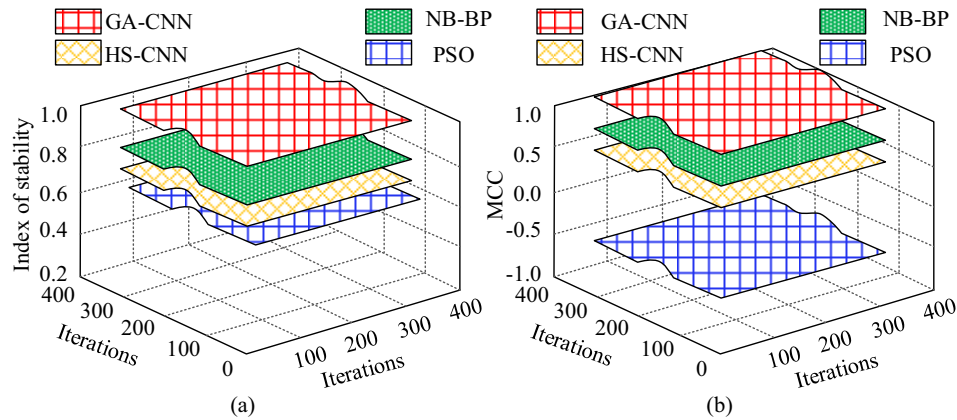 GA-CNN
NB-BP
HS-CNN
PSO
Index of stability
1.0
0.8
0.6
0.4
0.2
400
300
200
100
0
Iterations
100
200
300
400
Iterations
(a)
GA-CNN
NB-BP
HS-CNN
PSO
MCC
1.0
0.5
0.0
-0.5
-1.0
400
300
200
100
0
Iterations
100
200
300
400
Iterations
(b)